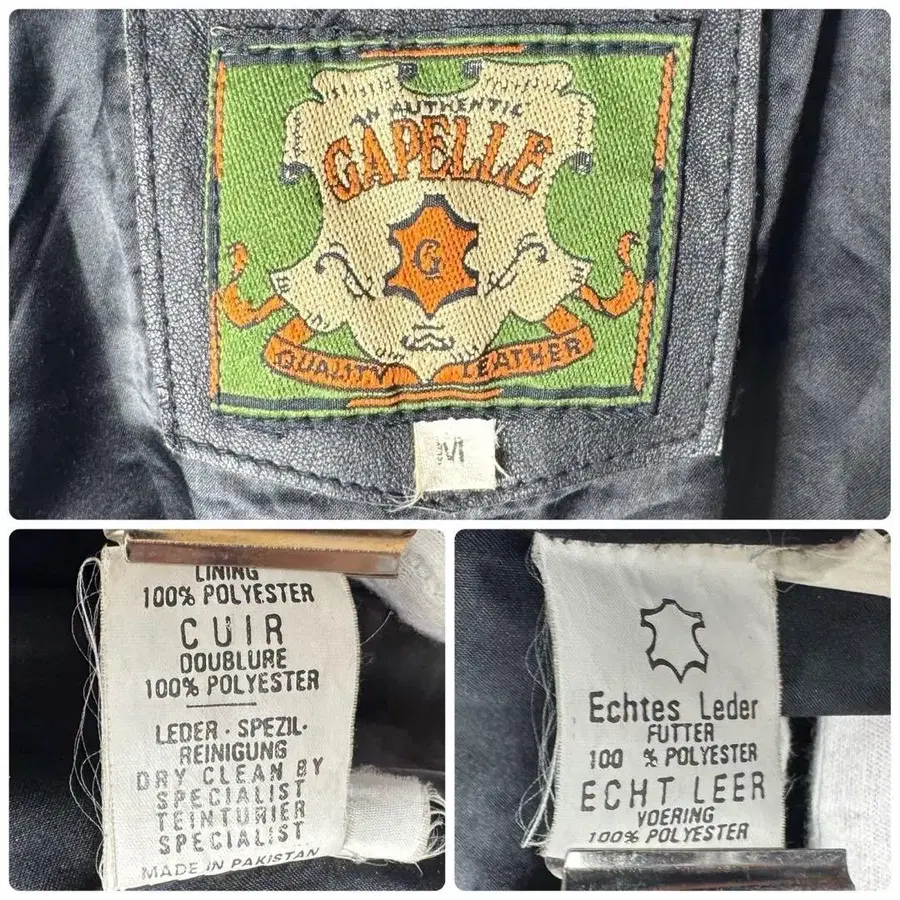 AN AUTHENTIC
GAPELLE
G
QUALITY LEATHER
M
LINING
100% POLYESTER
CUIR
DOUBLURE
100% POLYESTER
LEDER · SPEZIL·
REINIGUNG
DRY CLEAN BY
SPECIALIST
TEINTURIER
SPECIALIST
MADE IN PAKISTAN
Echtes Leder
FUTTER
100 % POLYESTER
ECHT LEER
VOERING
100% POLYESTER